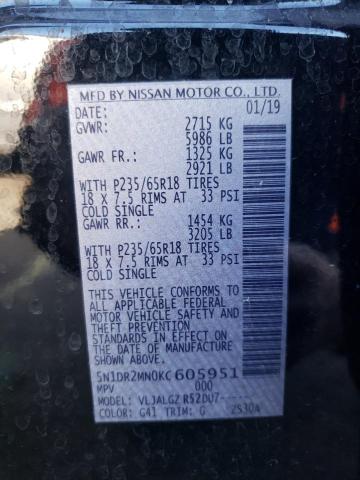 MFD BY NISSAN MOTOR CO., LTD.
DATE: 01/19
GVWR: 2715 KG
5986 LB
GAWR FR.: 1325 KG
2921 LB
WITH P235/65R18 TIRES
18 X 7.5 RIMS AT 33 PSI
COLD SINGLE
GAWR RR.: 1454 KG
3205 LB
WITH P235/65R18 TIRES
18 X 7.5 RIMS AT 33 PSI
COLD SINGLE
THIS VEHICLE CONFORMS TO
ALL APPLICABLE FEDERAL
MOTOR VEHICLE SAFETY AND
THEFT PREVENTION
STANDARDS IN EFFECT ON
THE DATE OF MANUFACTURE
SHOWN ABOVE.
5N1DR2MN0KC605951
MPV 000
MODEL: VLJALGZ R52DU7------
COLOR: G41 TRIM: G 2S30A